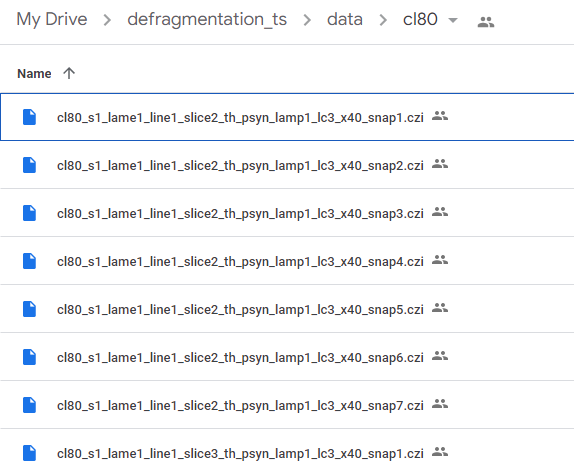 My Drive > defragmentation_ts > data > cl80
Name ↑
cl80_s1_lame1_line1_slice2_th_psyn_lamp1_lc3_x40_snap1.czi
cl80_s1_lame1_line1_slice2_th_psyn_lamp1_lc3_x40_snap2.czi
cl80_s1_lame1_line1_slice2_th_psyn_lamp1_lc3_x40_snap3.czi
cl80_s1_lame1_line1_slice2_th_psyn_lamp1_lc3_x40_snap4.czi
cl80_s1_lame1_line1_slice2_th_psyn_lamp1_lc3_x40_snap5.czi
cl80_s1_lame1_line1_slice2_th_psyn_lamp1_lc3_x40_snap6.czi
cl80_s1_lame1_line1_slice2_th_psyn_lamp1_lc3_x40_snap7.czi
cl80_s1_lame1_line1_slice3_th_psyn_lamp1_lc3_x40_snap1.czi